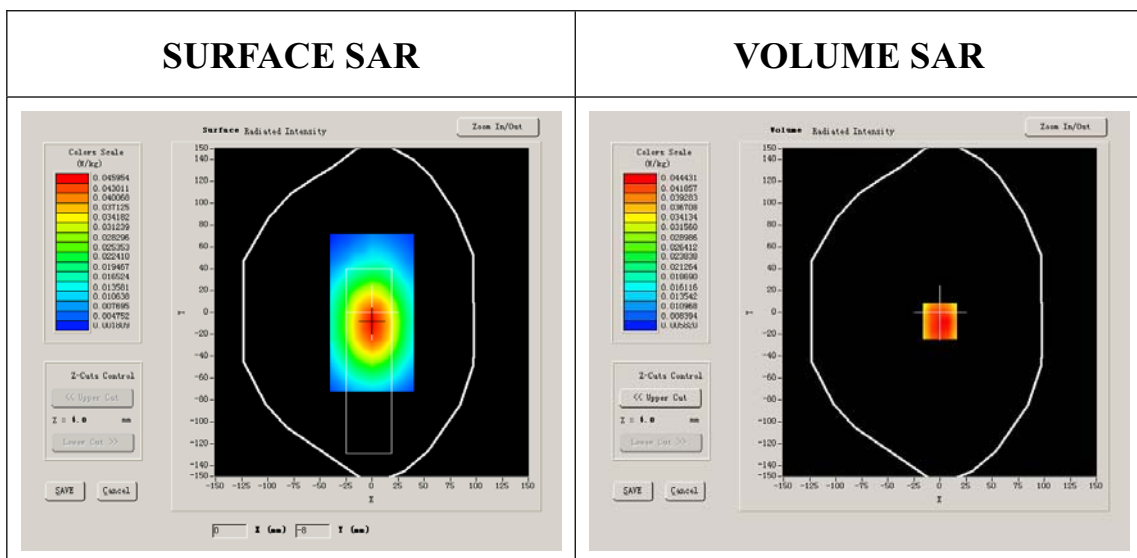 SURFACE SAR
VOLUME SAR
Surface Radiated Intensity
Zoom In/Out
Colors Scale
(W/kg)
0.045954
0.043011
0.040068
0.037125
0.034182
0.031239
0.028296
0.025353
0.022410
0.019467
0.016524
0.013581
0.010638
0.007695
0.004752
0.001809
150
140
120
100
80
60
40
20
0
-20
-40
-60
-80
-100
-120
-140
-150
Y
-150 -125 -100 -75 -50 -25 0 25 50 75 100 125 150
X
Z-Cuts Control
<< Upper Cut
Z = 4.0 mm
Lower Cut >>
SAVE Cancel
0 X (mm) -8 Y (mm)
Volume Radiated Intensity
Zoom In/Out
Colors Scale
(W/kg)
0.044431
0.041857
0.039283
0.036708
0.034134
0.031560
0.028986
0.026412
0.023838
0.021264
0.018690
0.016116
0.013542
0.010968
0.008394
0.005820
150
140
120
100
80
60
40
20
0
-20
-40
-60
-80
-100
-120
-140
-150
Y
-150 -125 -100 -75 -50 -25 0 25 50 75 100 125 150
X
Z-Cuts Control
<< Upper Cut
Z = 4.0 mm
Lower Cut >>
SAVE Cancel